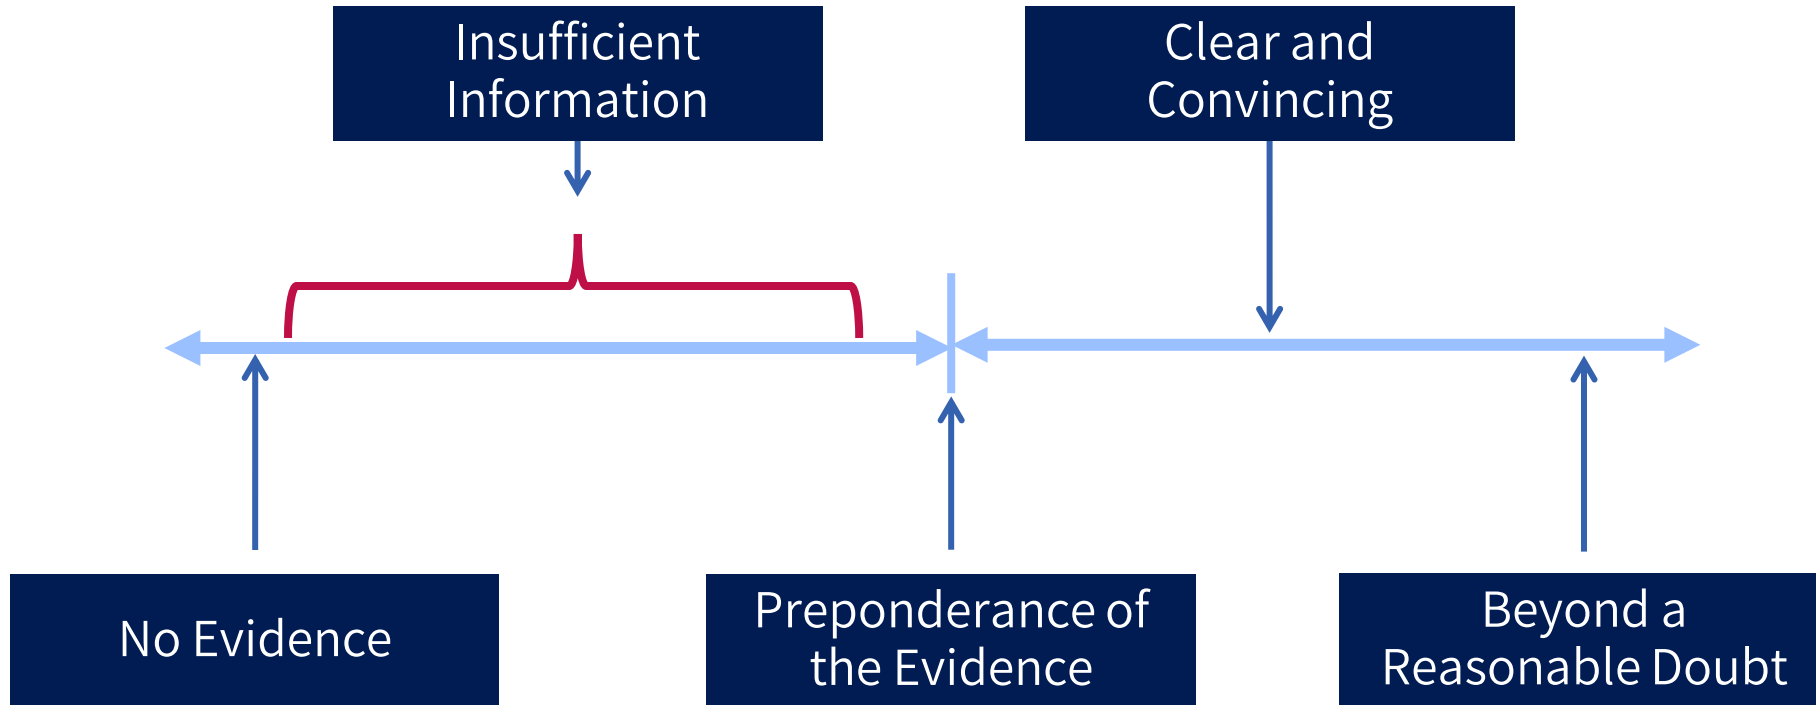 Insufficient
Information
Clear and
Convincing
No Evidence
Preponderance of
the Evidence
Beyond a
Reasonable Doubt